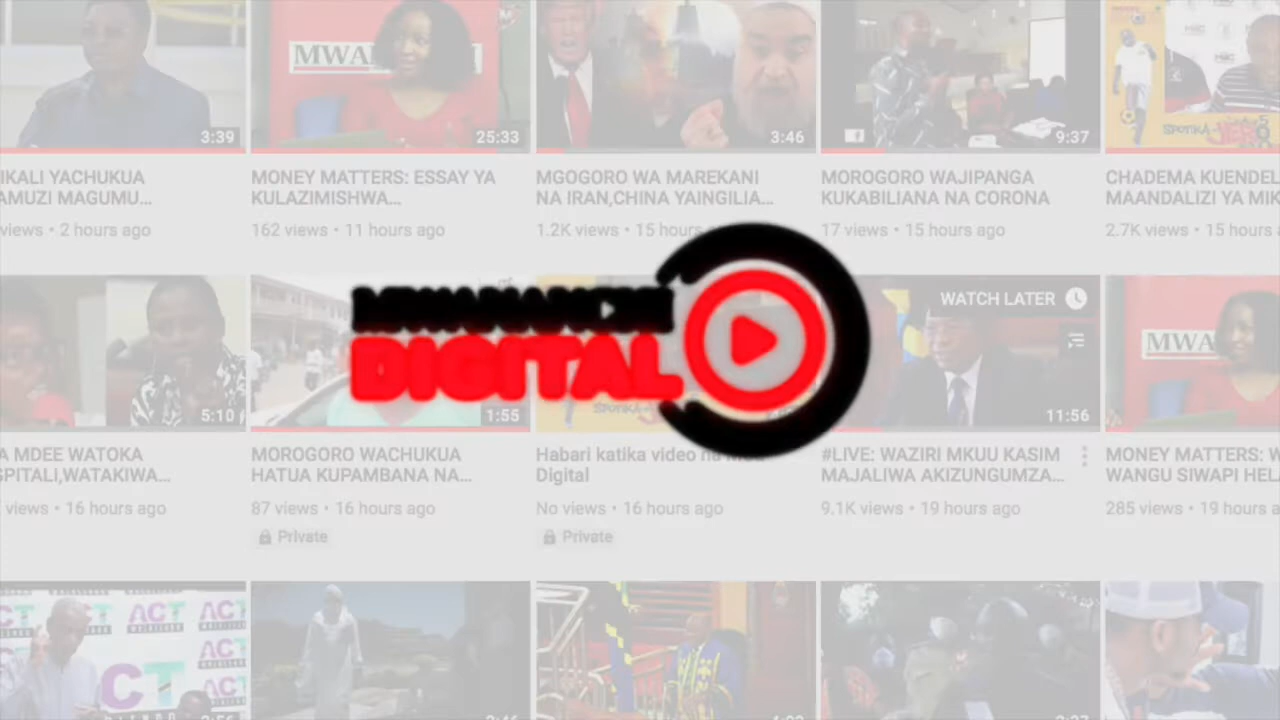 MWA
3:39
25:33
3:46
9:37
IKALI YACHUKUA
AMUZI MAGUMU...
views • 2 hours ago
MONEY MATTERS: ESSAY YA
KULAZIMISHWA...
162 views • 11 hours ago
MGOGORO WA MAREKANI
NA IRAN,CHINA YAINGILIA...
1.2K views • 15 hours ago
MOROGORO WAJIPANGA
KUKABILIANA NA CORONA
17 views • 15 hours ago
CHADEMA KUENDEL
MAANDALIZI YA MIK
2.7K views • 15 hours a
DIGITAL
5:10
1:55
WATCH LATER
11:56
MWA
A MDEE WATOKA
SPITALI,WATAKIWA...
views • 16 hours ago
MOROGORO WACHUKUA
HATUA KUPAMBANA NA...
87 views • 16 hours ago
Private
Habari katika video na
Digital
No views • 16 hours ago
Private
#LIVE: WAZIRI MKUU KASIM
MAJALIWA AKIZUNGUMZA...
9.1K views • 19 hours ago
MONEY MATTERS: W
WANGU SIWAPI HEL
285 views • 19 hours a
ACT
ACT
ACT
CT